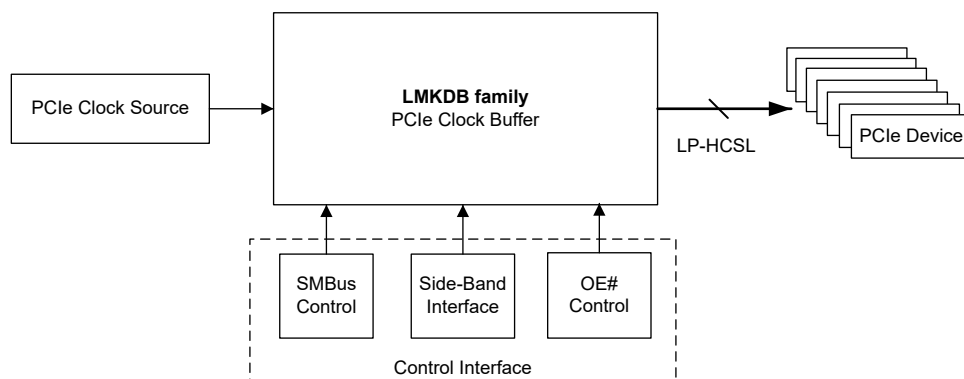 PCIe Clock Source
LMKDB family
PCIe Clock Buffer
LP-HCSL
PCIe Device
SMBus
Control
Side-Band
Interface
OE#
Control
Control Interface